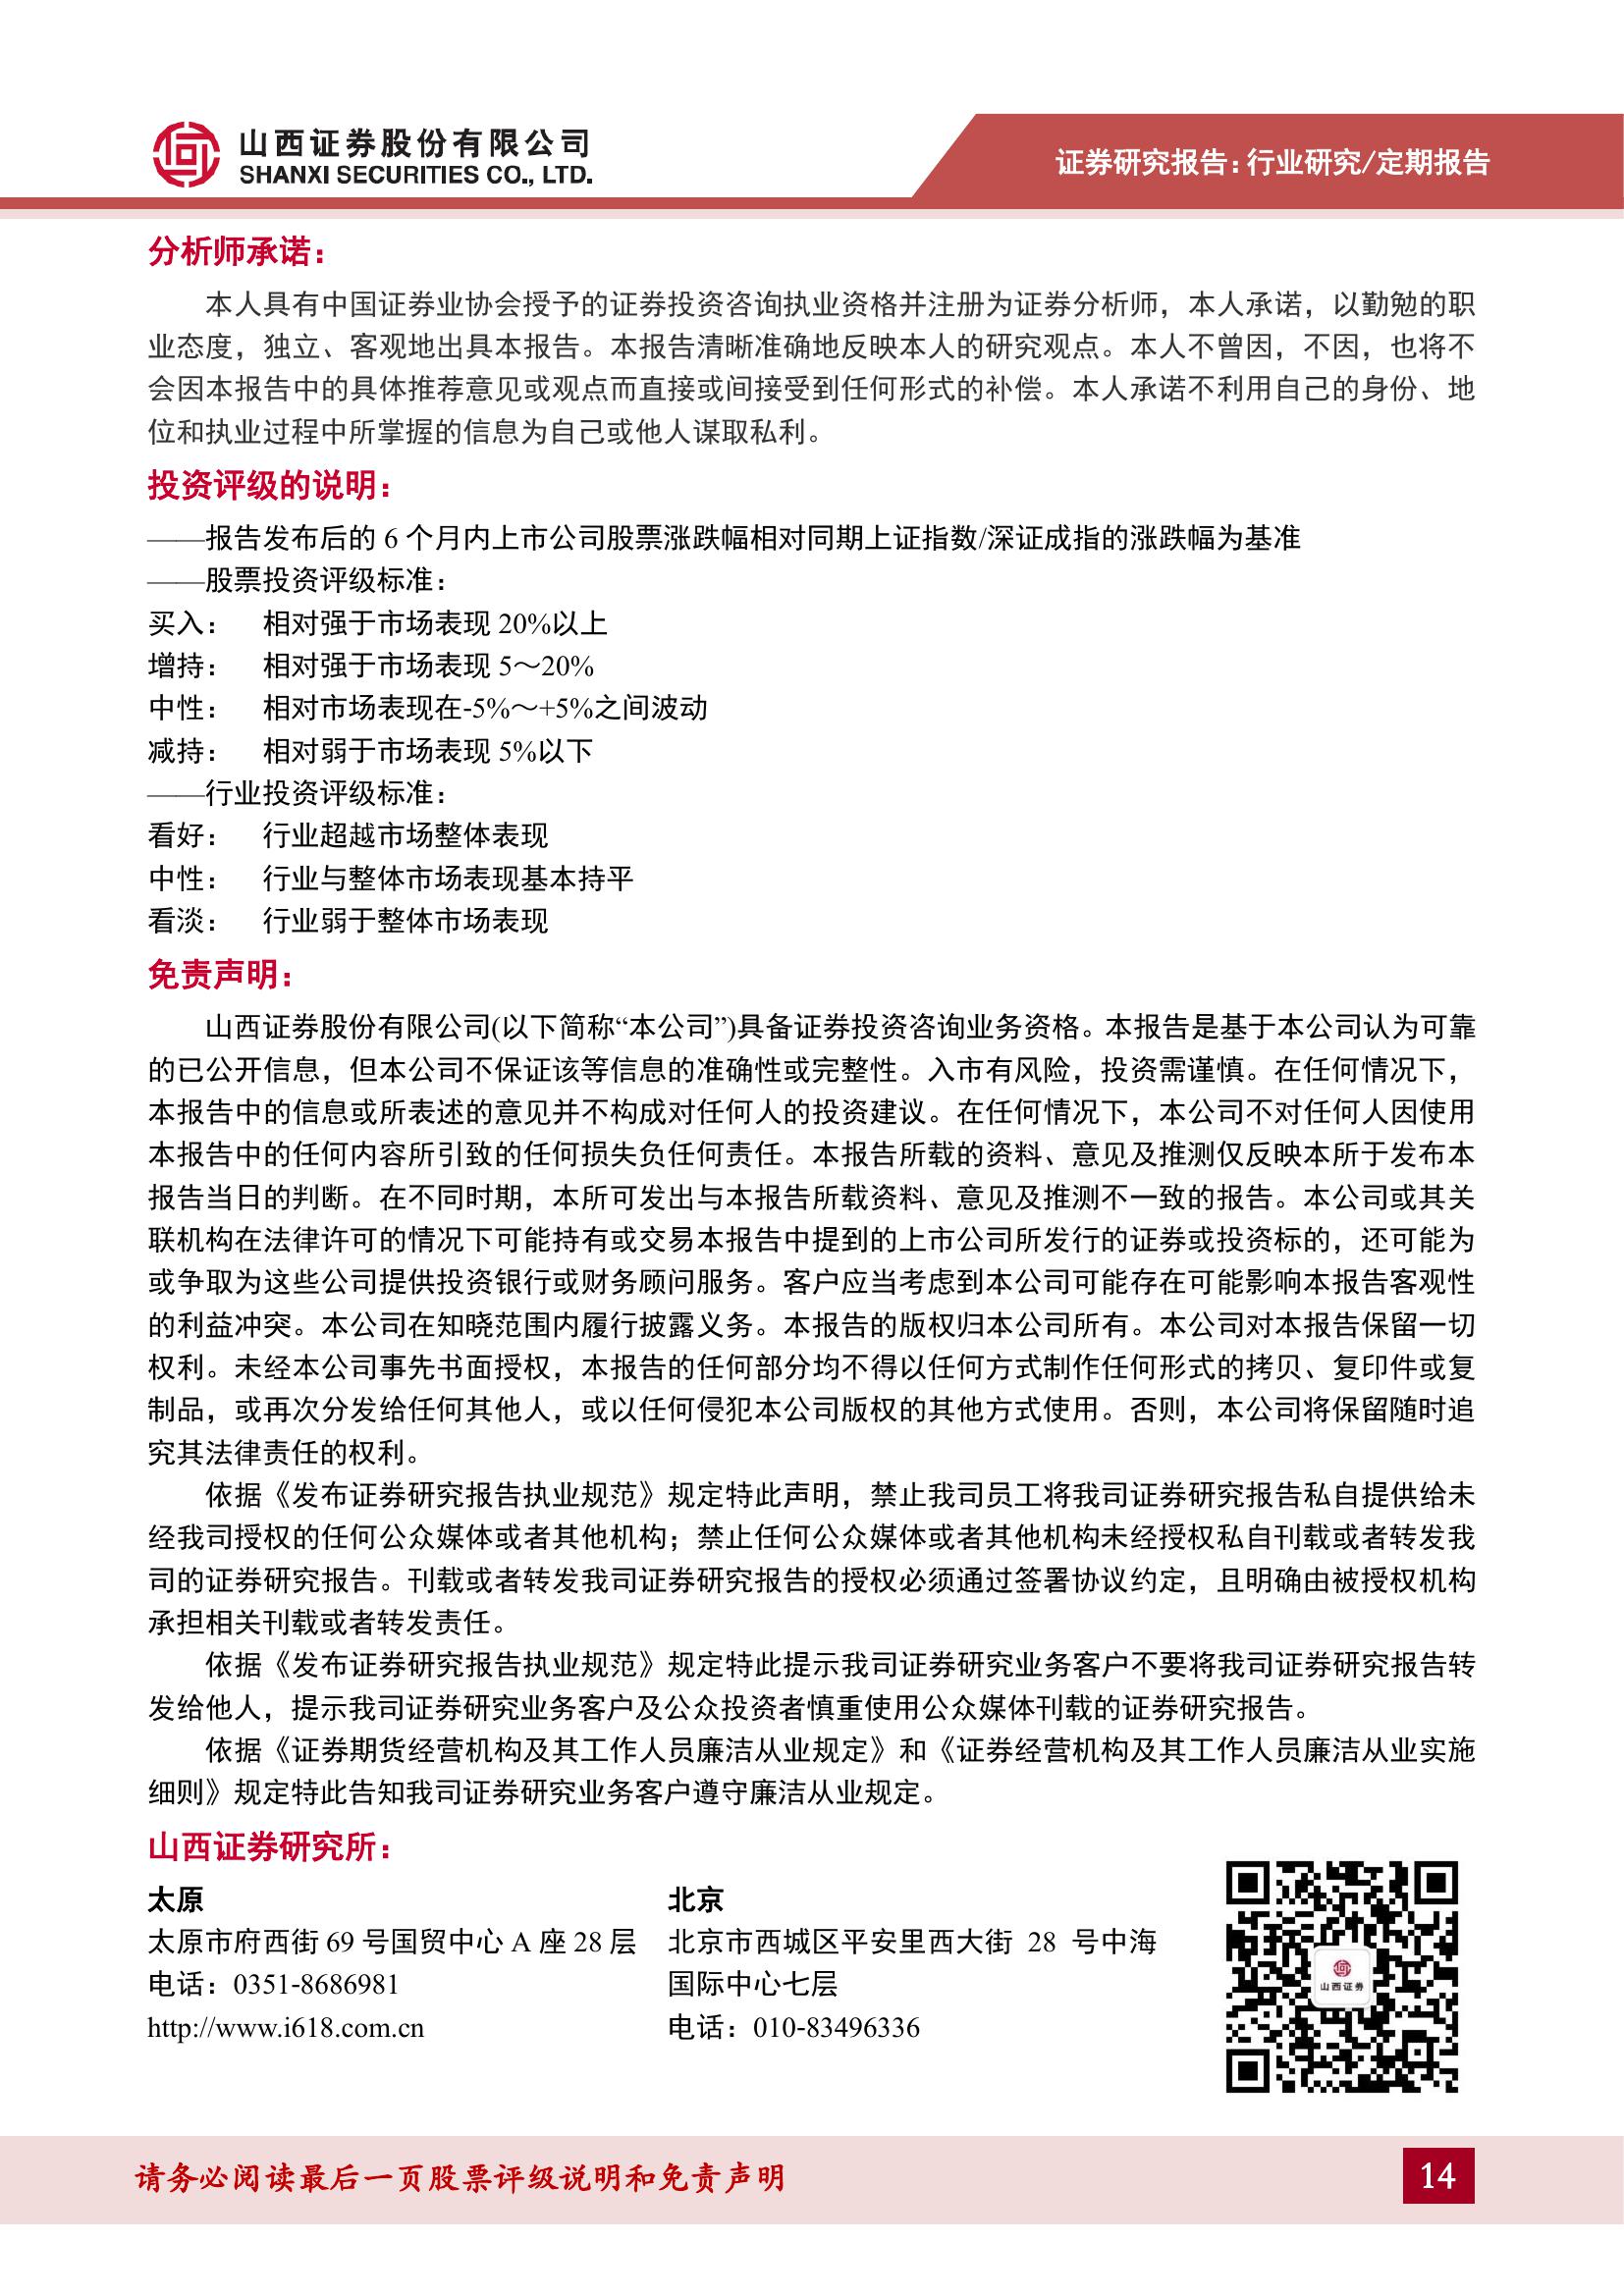 山西证券股份有限公司
SHANXI SECURITIES CO., LTD.
证券研究报告：行业研究/定期报告
分析师承诺：
本人具有中国证券业协会授予的证券投资咨询执业资格并注册为证券分析师，本人承诺，以勤勉的职
业态度，独立、客观地出具本报告。本报告清晰准确地反映本人的研究观点。本人不曾因，不因，也将不
会因本报告中的具体推荐意见或观点而直接或间接受到任何形式的补偿。本人承诺不利用自己的身份、地
位和执业过程中所掌握的信息为自己或他人谋取私利。
投资评级的说明：
——报告发布后的 6 个月内上市公司股票涨跌幅相对同期上证指数/深证成指的涨跌幅为基准
——股票投资评级标准：
买入： 相对强于市场表现 20%以上
增持： 相对强于市场表现 5～20%
中性： 相对市场表现在-5%～+5%之间波动
减持： 相对弱于市场表现 5%以下
——行业投资评级标准：
看好： 行业超越市场整体表现
中性： 行业与整体市场表现基本持平
看淡： 行业弱于整体市场表现
免责声明：
山西证券股份有限公司(以下简称“本公司”)具备证券投资咨询业务资格。本报告是基于本公司认为可靠
的已公开信息，但本公司不保证该等信息的准确性或完整性。入市有风险，投资需谨慎。在任何情况下，
本报告中的信息或所表述的意见并不构成对任何人的投资建议。在任何情况下，本公司不对任何人因使用
本报告中的任何内容所引致的任何损失负任何责任。本报告所载的资料、意见及推测仅反映本所于发布本
报告当日的判断。在不同时期，本所可发出与本报告所载资料、意见及推测不一致的报告。本公司或其关
联机构在法律许可的情况下可能持有或交易本报告中提到的上市公司所发行的证券或投资标的，还可能为
或争取为这些公司提供投资银行或财务顾问服务。客户应当考虑到本公司可能存在可能影响本报告客观性
的利益冲突。本公司在知晓范围内履行披露义务。本报告的版权归本公司所有。本公司对本报告保留一切
权利。未经本公司事先书面授权，本报告的任何部分均不得以任何方式制作任何形式的拷贝、复印件或复
制品，或再次分发给任何其他人，或以任何侵犯本公司版权的其他方式使用。否则，本公司将保留随时追
究其法律责任的权利。
依据《发布证券研究报告执业规范》规定特此声明，禁止我司员工将我司证券研究报告私自提供给未
经我司授权的任何公众媒体或者其他机构；禁止任何公众媒体或者其他机构未经授权私自刊载或者转发我
司的证券研究报告。刊载或者转发我司证券研究报告的授权必须通过签署协议约定，且明确由被授权机构
承担相关刊载或者转发责任。
依据《发布证券研究报告执业规范》规定特此提示我司证券研究业务客户不要将我司证券研究报告转
发给他人，提示我司证券研究业务客户及公众投资者慎重使用公众媒体刊载的证券研究报告。
依据《证券期货经营机构及其工作人员廉洁从业规定》和《证券经营机构及其工作人员廉洁从业实施
细则》规定特此告知我司证券研究业务客户遵守廉洁从业规定。
山西证券研究所：
太原
太原市府西街 69 号国贸中心 A 座 28 层
电话：0351-8686981
http://www.i618.com.cn
北京
北京市西城区平安里西大街 28 号中海
国际中心七层
电话：010-83496336
山西证券
请务必阅读最后一页股票评级说明和免责声明
14